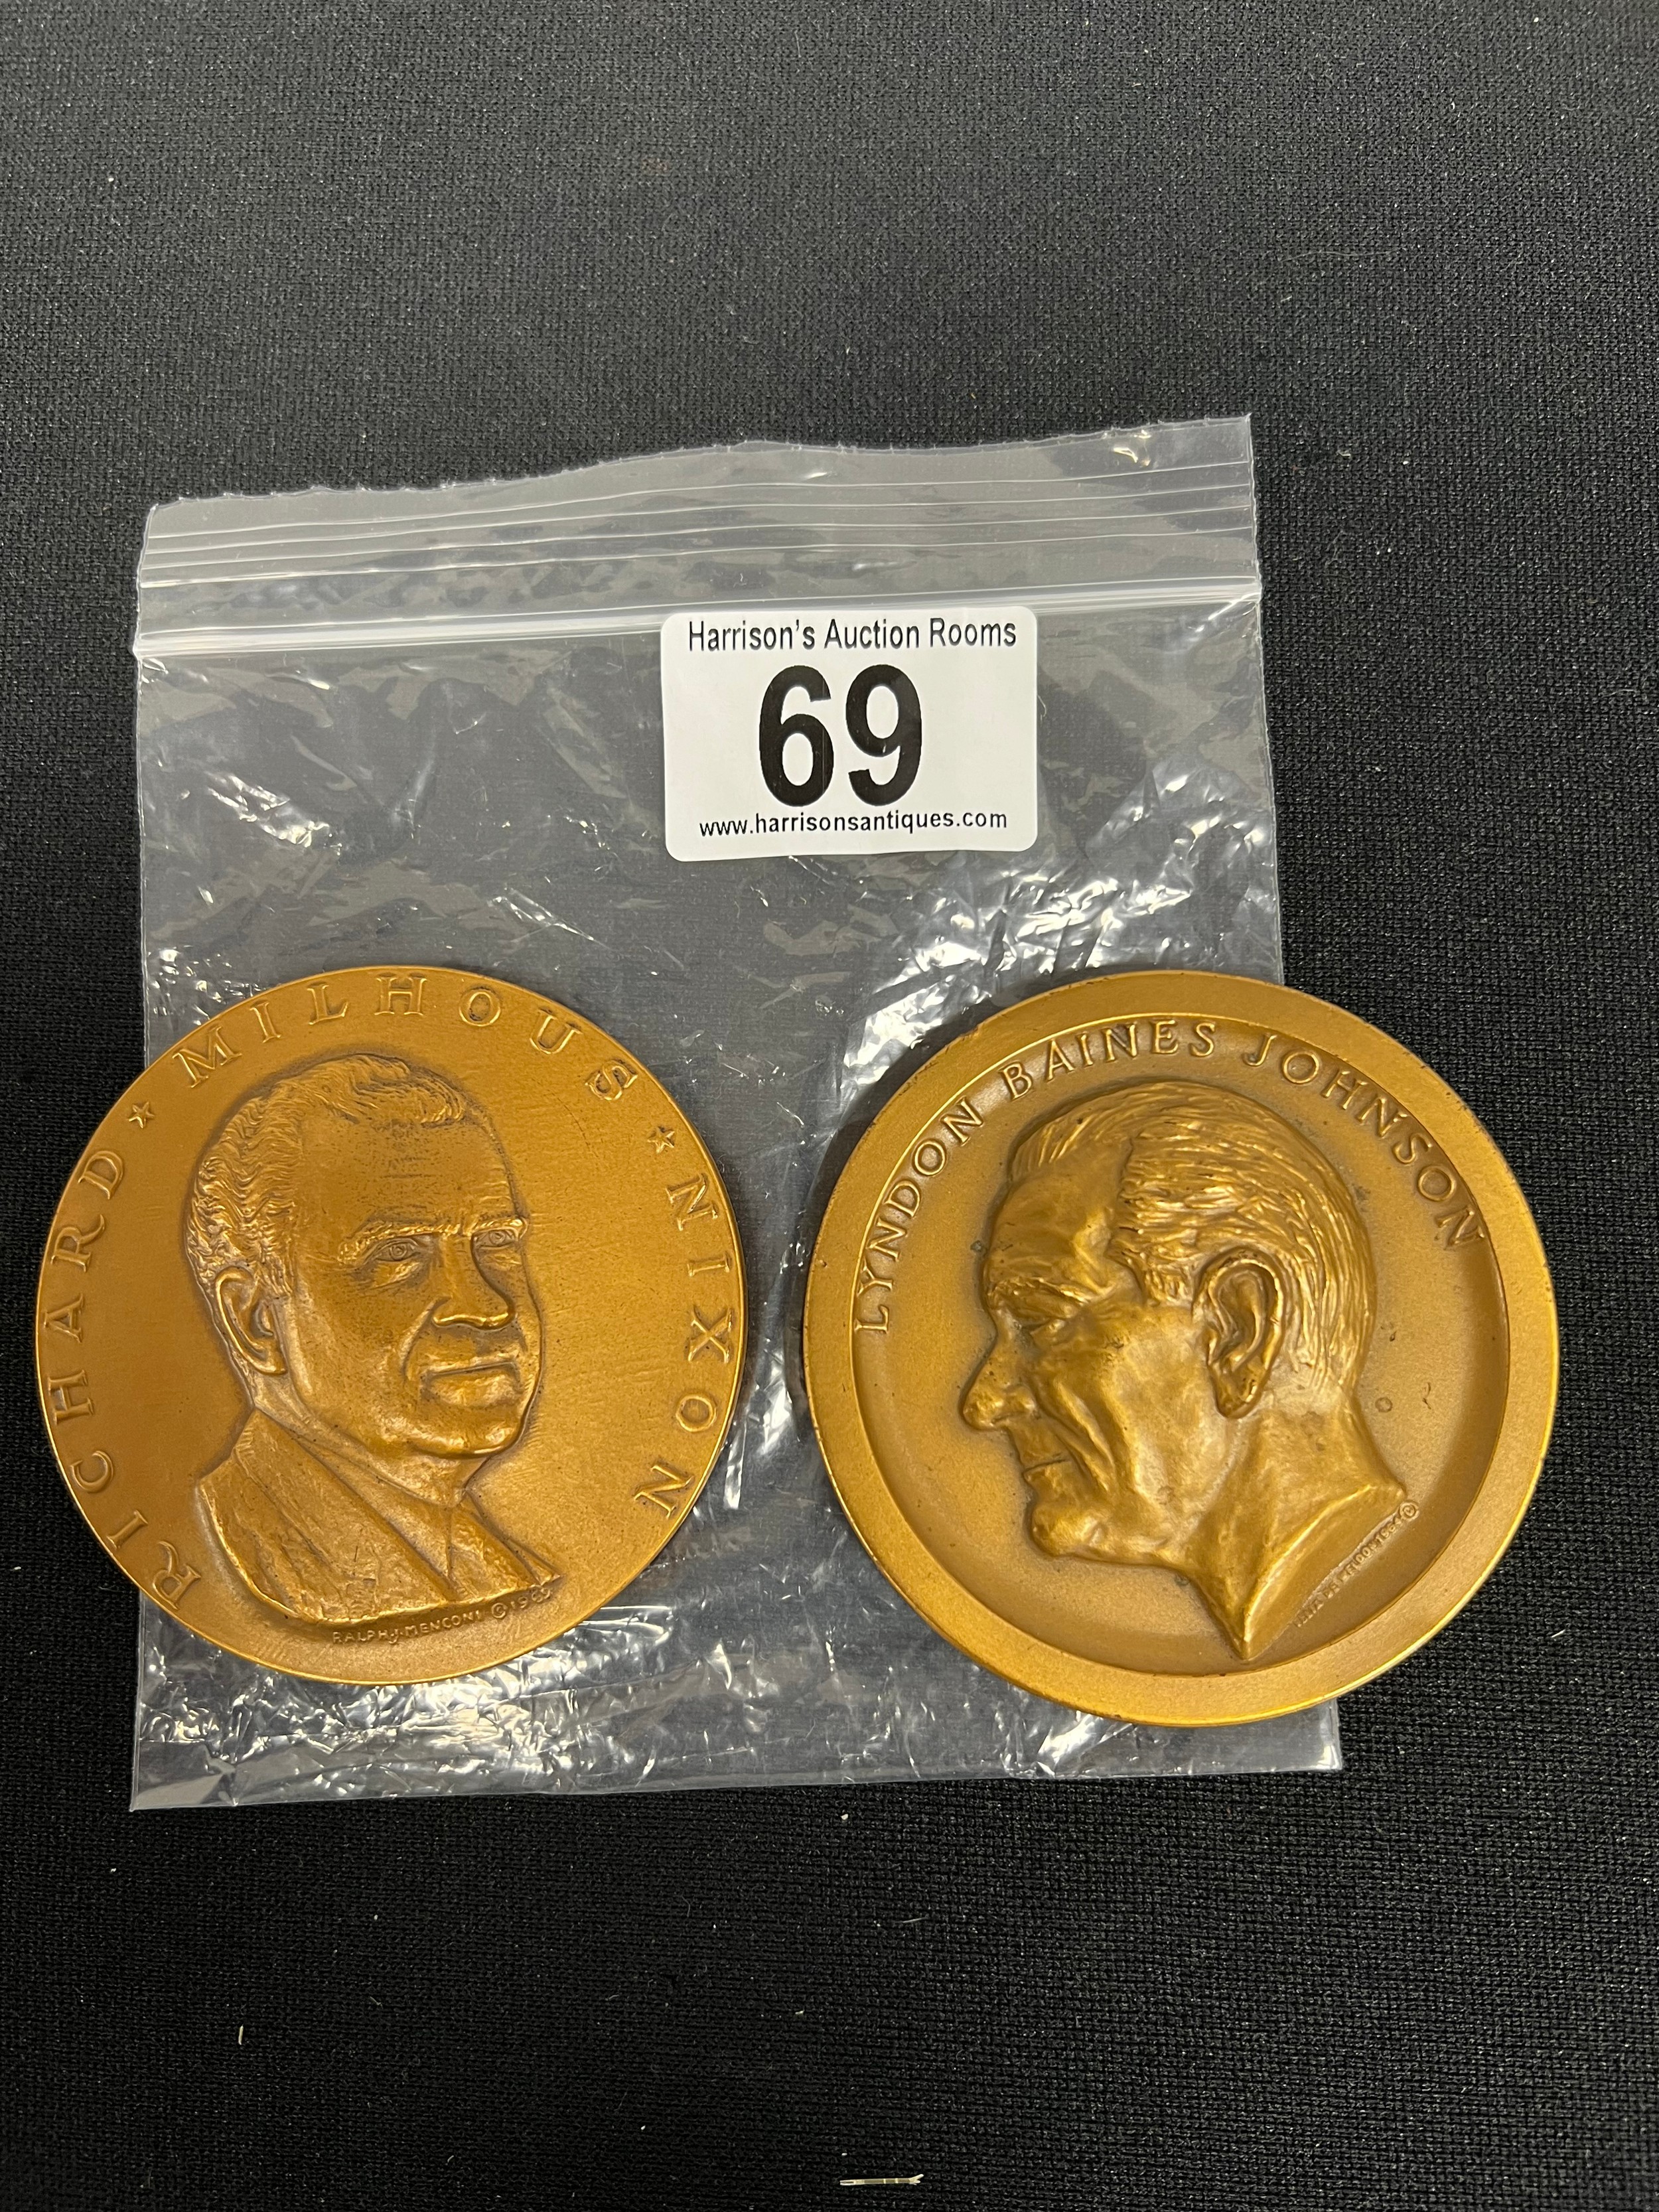 Harrison's Auction Rooms
69
www.harrisonsantiques.com
RICHARD ★ MILHOUS ★ NIXON
RALPH J. MENCONI ©
LYNDON BAINES JOHNSON
©